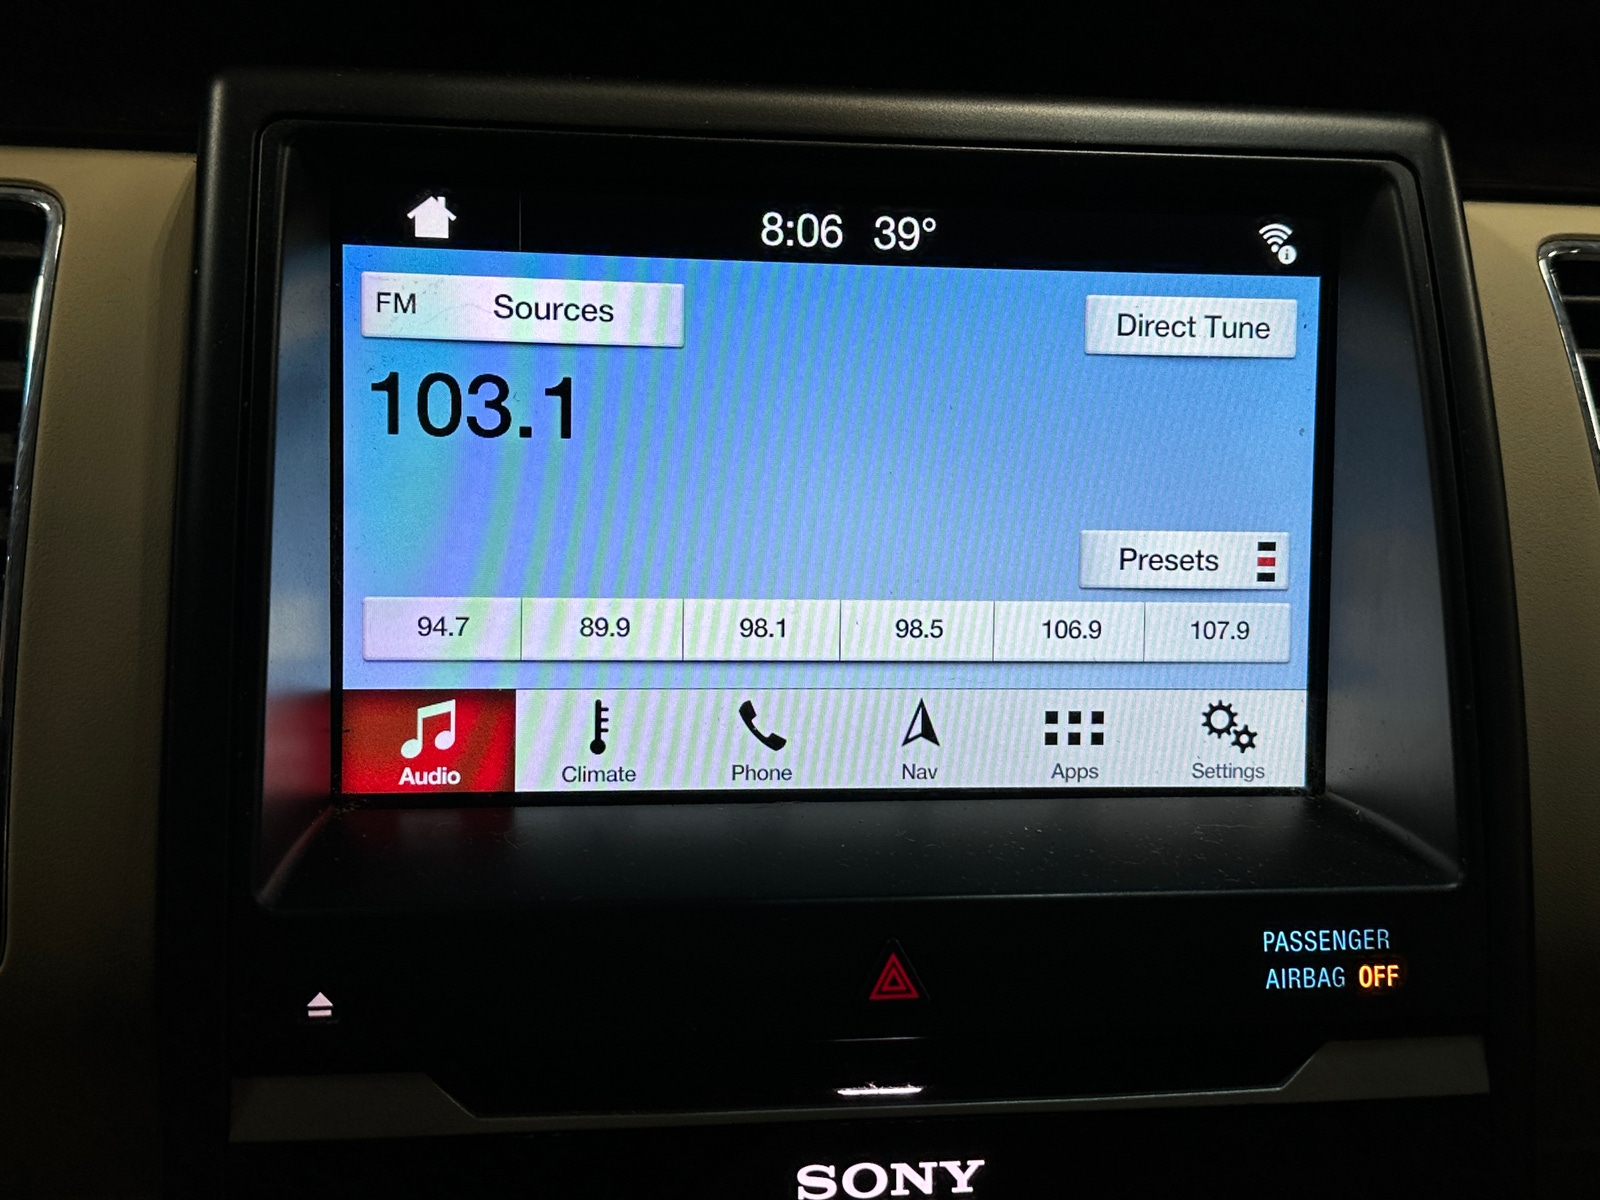 8:06 39°
FM Sources
Direct Tune
103.1
Presets
94.7 89.9 98.1 98.5 106.9 107.9
Audio Climate Phone Nav Apps Settings
PASSENGER
AIRBAG OFF
SONY